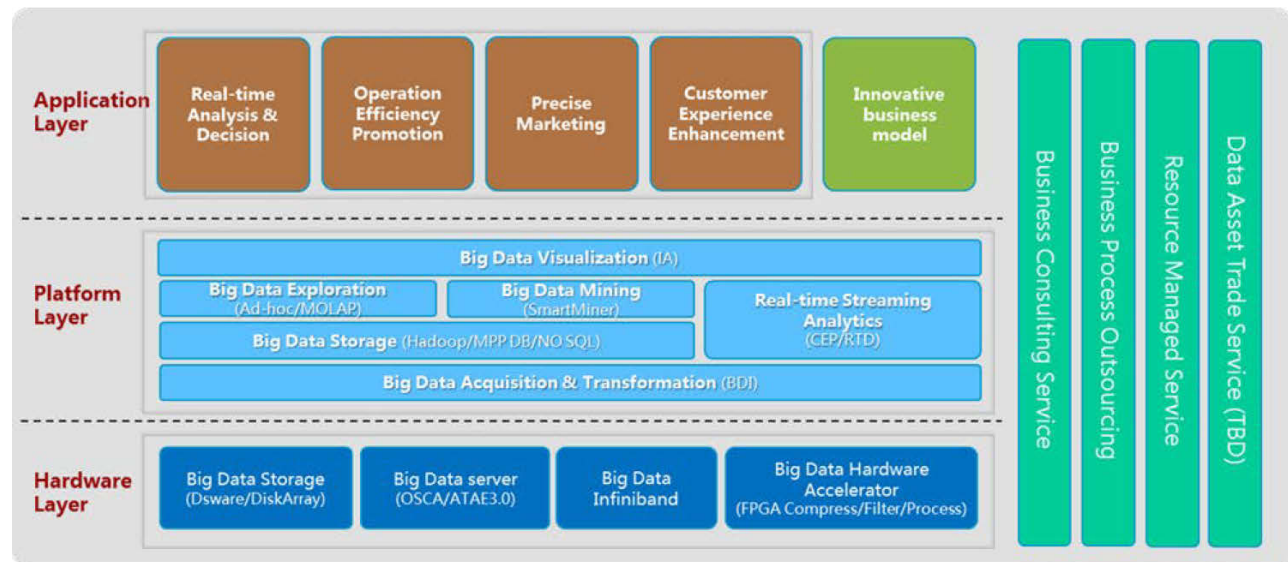 Application
Layer
Real-time
Analysis &
Decision
Operation
Efficiency
Promotion
Precise
Marketing
Customer
Experience
Enhancement
Innovative
business
model
Platform
Layer
Big Data Visualization (IA)
Big Data Exploration
(Ad-hoc/MOLAP)
Big Data Mining
(SmartMiner)
Real-time Streaming
Analytics
(CEP/RTD)
Big Data Storage (Hadoop/MPP DB/NO SQL)
Big Data Acquisition & Transformation (BDI)
Hardware
Layer
Big Data Storage
(Dsware/DiskArray)
Big Data server
(OSCA/ATAE3.0)
Big Data
Infiniband
Big Data Hardware
Accelerator
(FPGA Compress/Filter/Process)
Business Consulting Service
Business Process Outsourcing
Resource Managed Service
Data Asset Trade Service (TBD)